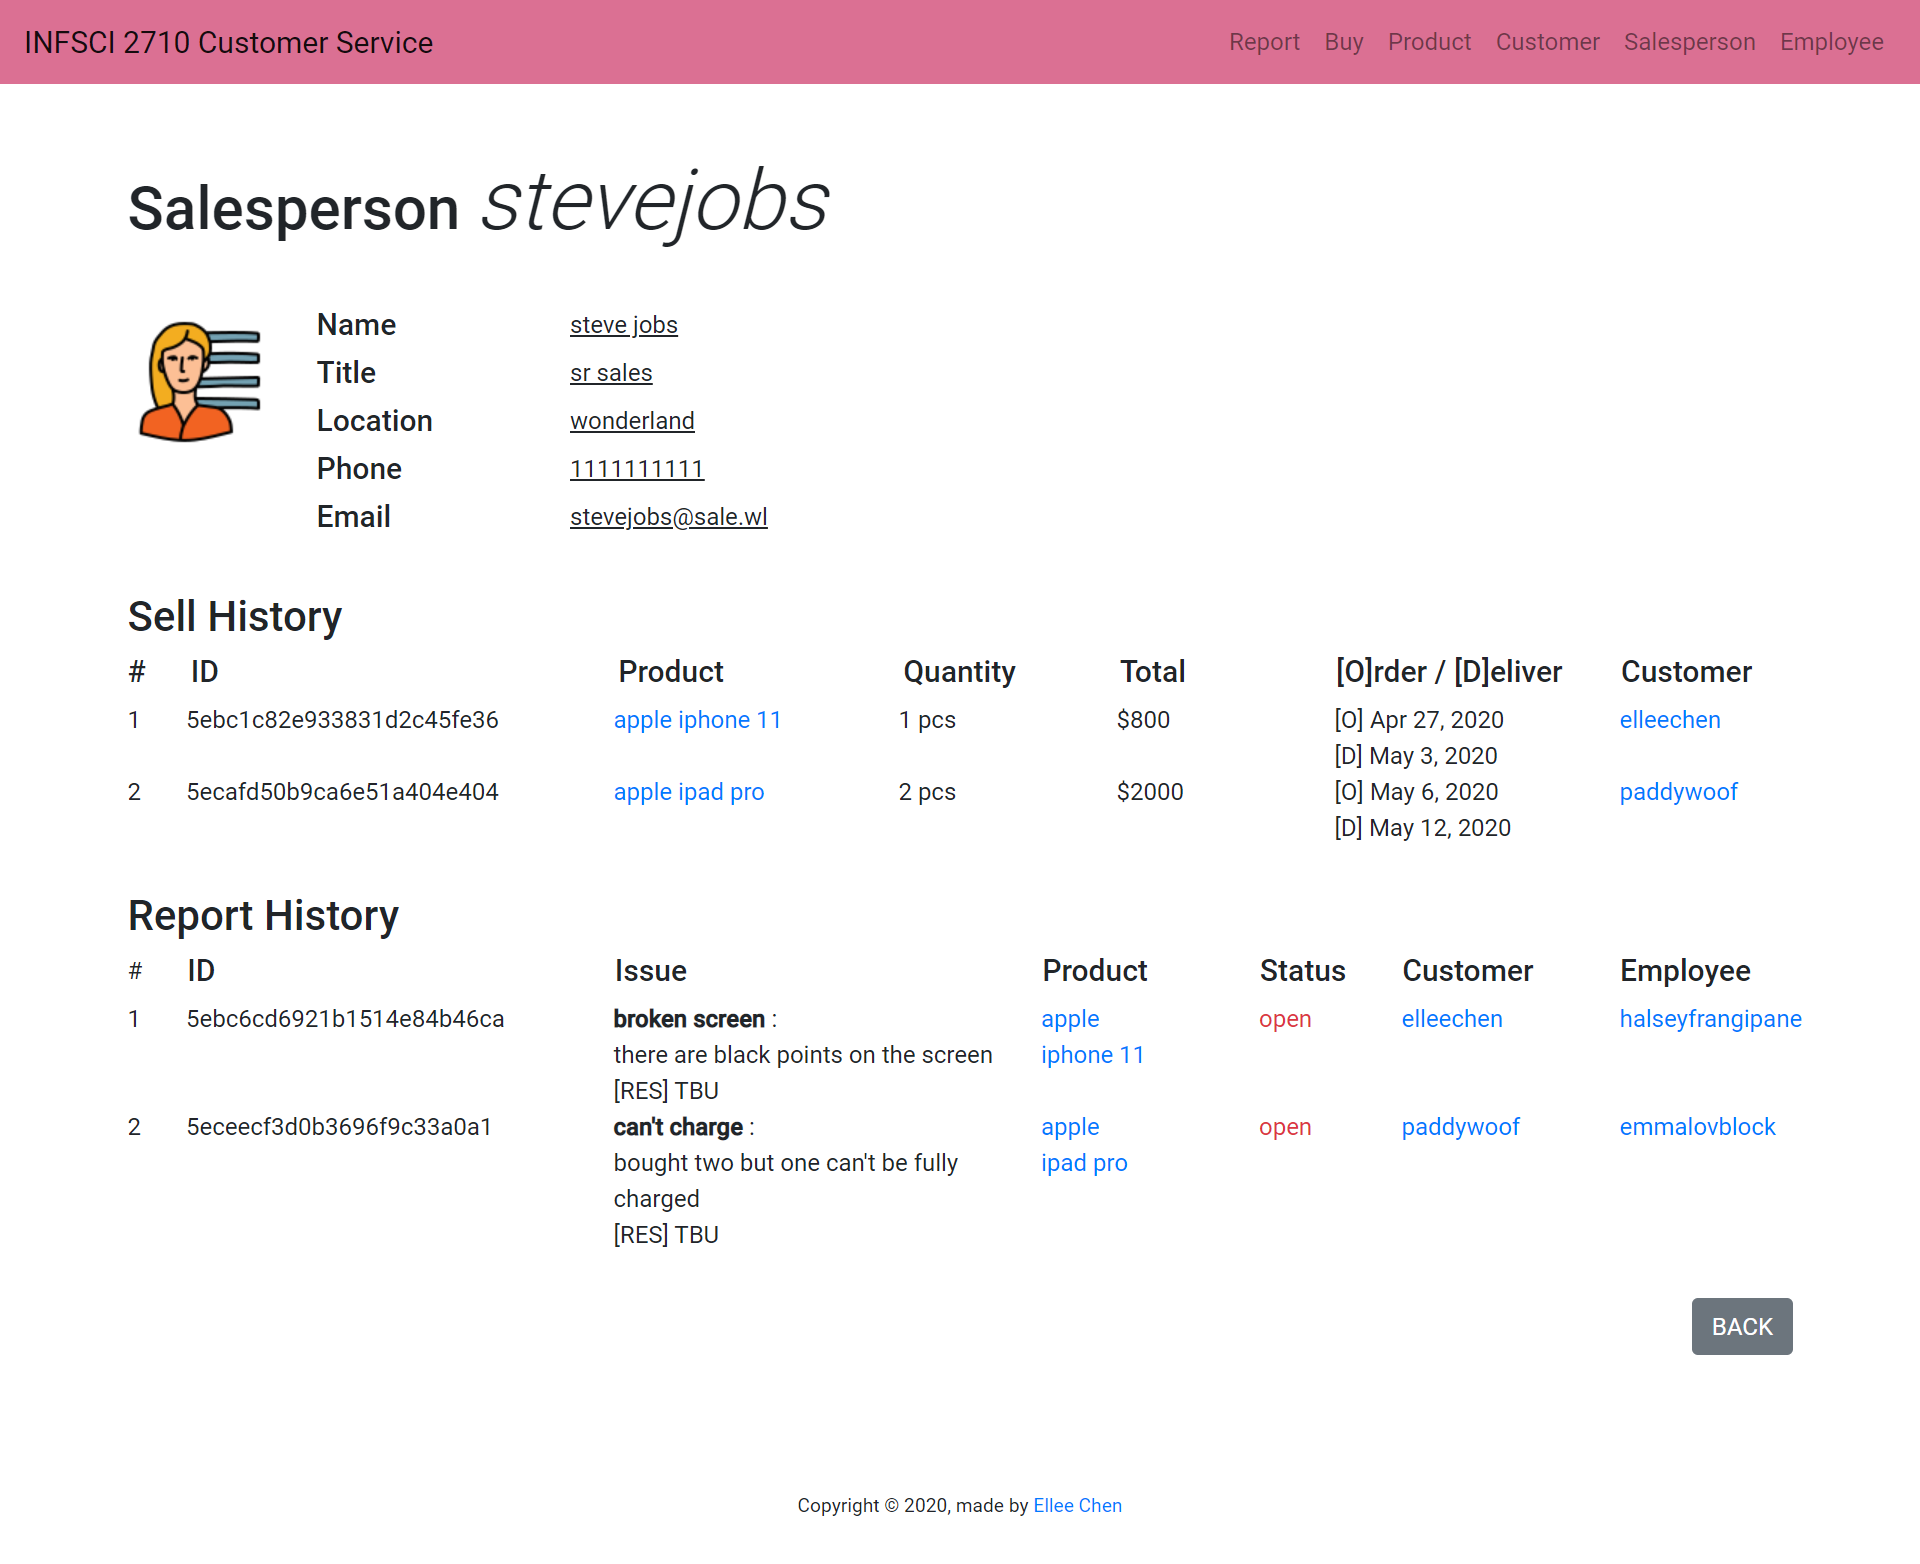 INFSCI 2710 Customer Service Report Buy Product Customer Salesperson Employee
Salesperson stevejobs
Name steve jobs
Title sr sales
Location wonderland
Phone 1111111111
Email stevejobs@sale.wl
Sell History
# ID Product Quantity Total [O]rder / [D]eliver Customer
1 5ebc1c82e933831d2c45fe36 apple iphone 11 1 pcs $800 [O] Apr 27, 2020 elleechen
[D] May 3, 2020
2 5ecafd50b9ca6e51a404e404 apple ipad pro 2 pcs $2000 [O] May 6, 2020 paddywoof
[D] May 12, 2020
Report History
# ID Issue Product Status Customer Employee
1 5ebc6cd6921b1514e84b46ca broken screen : apple open elleechen halseyfrangipane
there are black points on the screen iphone 11
[RES] TBU
2 5eceecf3d0b3696f9c33a0a1 can't charge : apple open paddywoof emmalovblock
bought two but one can't be fully ipad pro
charged
[RES] TBU
BACK
Copyright © 2020, made by Ellee Chen